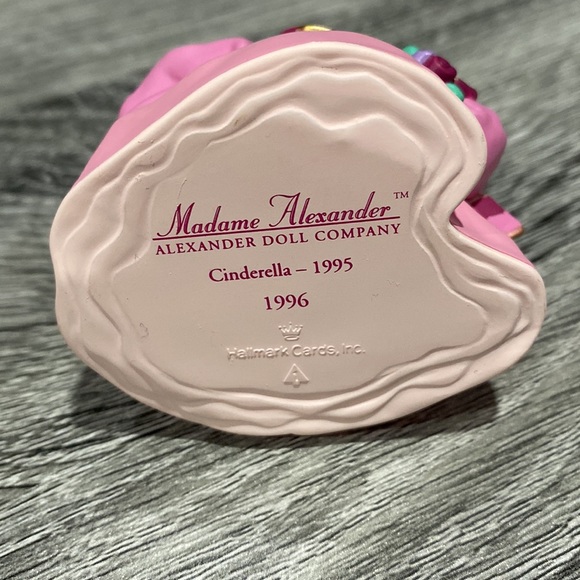 Madame Alexander™
ALEXANDER DOLL COMPANY
Cinderella – 1995
1996
Hallmark Cards, Inc.